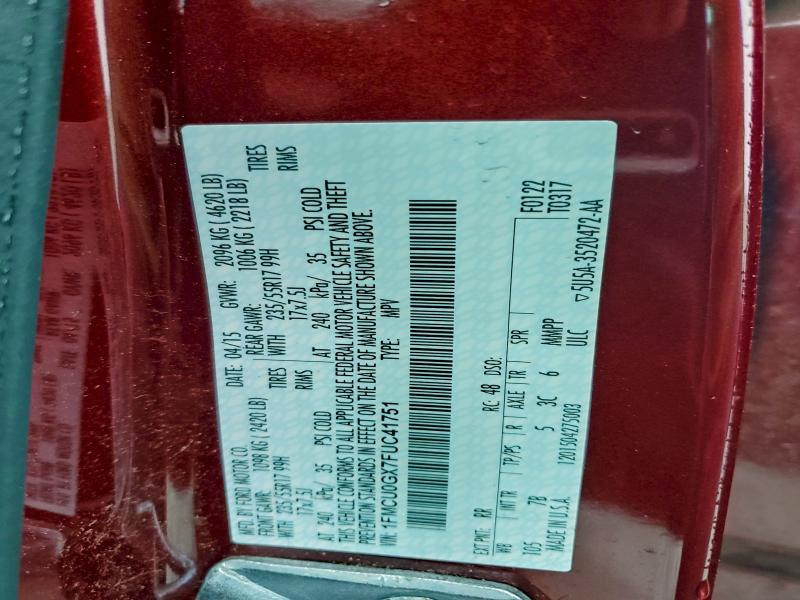 MFD. BY FORD MOTOR CO.
DATE: 04/15 GVWR: 2096 KG ( 4620 LB)
FRONT GAWR: 1098 KG ( 2420 LB) REAR GAWR: 1006 KG ( 2218 LB)
WITH 235/55R17 99H TIRES WITH 235/55R17 99H TIRES
17x7.5J RIMS 17x7.5J RIMS
AT 240 kPa/ 35 PSI COLD AT 240 kPa/ 35 PSI COLD
THIS VEHICLE CONFORMS TO ALL APPLICABLE FEDERAL MOTOR VEHICLE SAFETY AND THEFT
PREVENTION STANDARDS IN EFFECT ON THE DATE OF MANUFACTURE SHOWN ABOVE.
VIN: 1FMCU0GX7FUC41751 TYPE: MPV
F0122
EXT PNT: RR RC: 48 DSO: T0317
WB INT TR TP/PS R AXLE TR SPR
105 7B 5 3C 6 MMPP
MADE IN U.S.A. 1201504275003 ULC
▽5U5A-3520472-AA